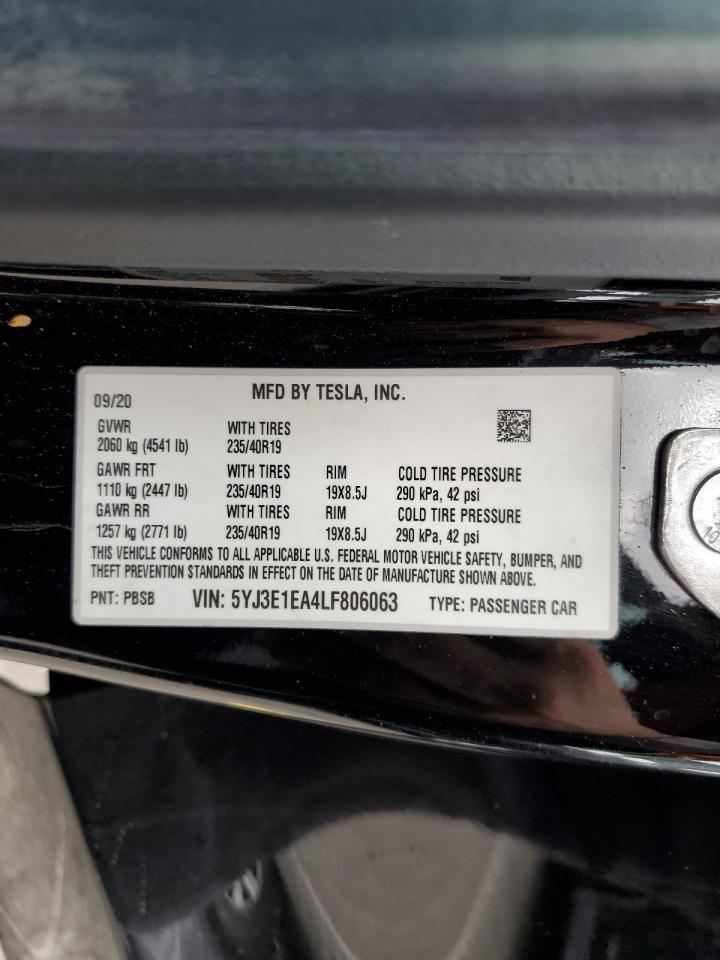 MFD BY TESLA, INC.
09/20
GVWR WITH TIRES
2060 kg (4541 lb) 235/40R19
GAWR FRT WITH TIRES RIM COLD TIRE PRESSURE
1110 kg (2447 lb) 235/40R19 19X8.5J 290 kPa, 42 psi
GAWR RR WITH TIRES RIM COLD TIRE PRESSURE
1257 kg (2771 lb) 235/40R19 19X8.5J 290 kPa, 42 psi
THIS VEHICLE CONFORMS TO ALL APPLICABLE U.S. FEDERAL MOTOR VEHICLE SAFETY, BUMPER, AND
THEFT PREVENTION STANDARDS IN EFFECT ON THE DATE OF MANUFACTURE SHOWN ABOVE.
PNT: PBSB VIN: 5YJ3E1EA4LF806063 TYPE: PASSENGER CAR
10